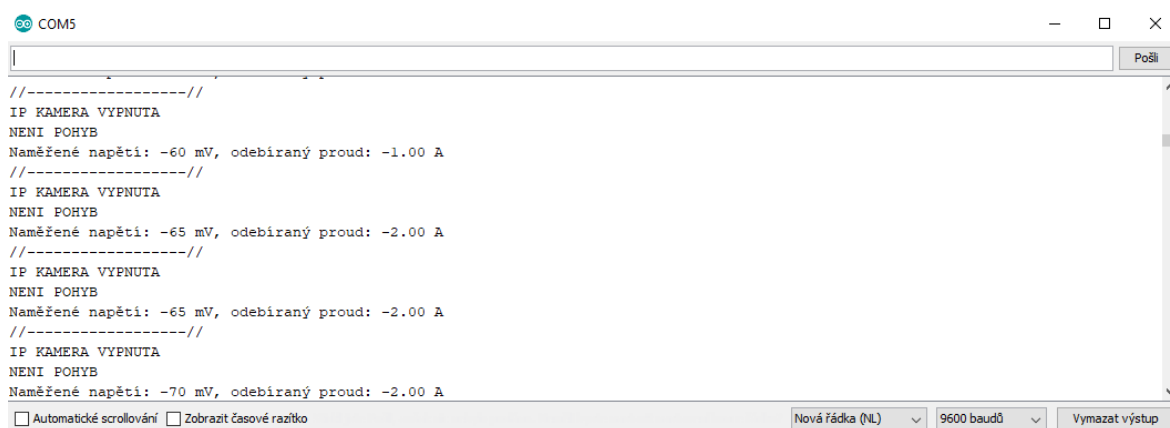 COM5
Pošli
//------------------//
IP KAMERA VYPNUTA
NENI POHYB
Naměřené napětí: -60 mV, odebíraný proud: -1.00 A
//------------------//
IP KAMERA VYPNUTA
NENI POHYB
Naměřené napětí: -65 mV, odebíraný proud: -2.00 A
//------------------//
IP KAMERA VYPNUTA
NENI POHYB
Naměřené napětí: -65 mV, odebíraný proud: -2.00 A
//------------------//
IP KAMERA VYPNUTA
NENI POHYB
Naměřené napětí: -70 mV, odebíraný proud: -2.00 A
Automatické scrollování Zobrazit časové razítko Nová řádka (NL) 9600 baudů Vymazat výstup